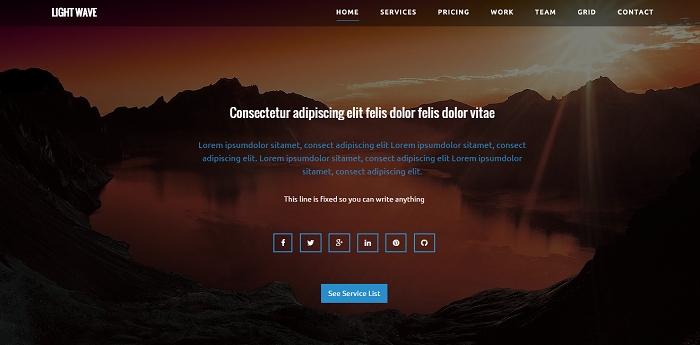 LIGHT WAVE
HOME SERVICES PRICING WORK TEAM GRID CONTACT
Consectetur adipiscing elit felis dolor felis dolor vitae
Lorem ipsumdolor sitamet, consect adipiscing elit Lorem ipsumdolor sitamet, consect
adipiscing elit. Lorem ipsumdolor sitamet, consect adipiscing elit Lorem ipsumdolor
sitamet, consect adipiscing elit.
This line is fixed so you can write anything
See Service List